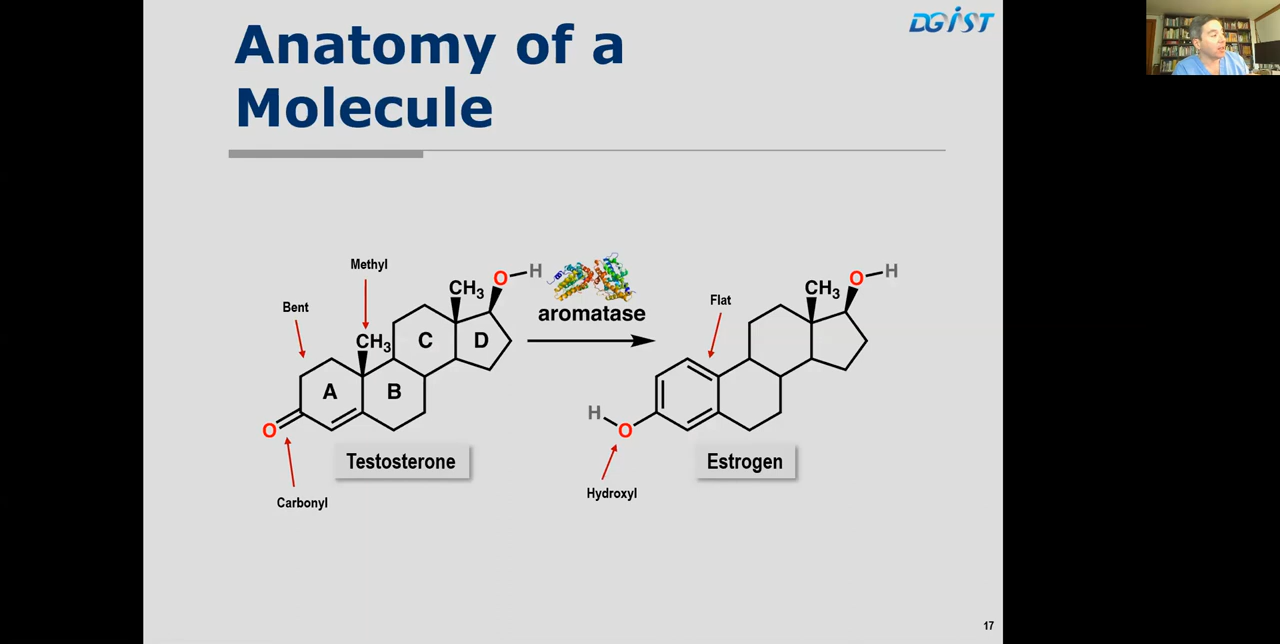 DGIST
Anatomy of a
Molecule
Methyl
Bent
CH3
O
H
CH3
A
B
C
D
O
Carbonyl
Testosterone
aromatase
Flat
CH3
O
H
H
O
Hydroxyl
Estrogen
17